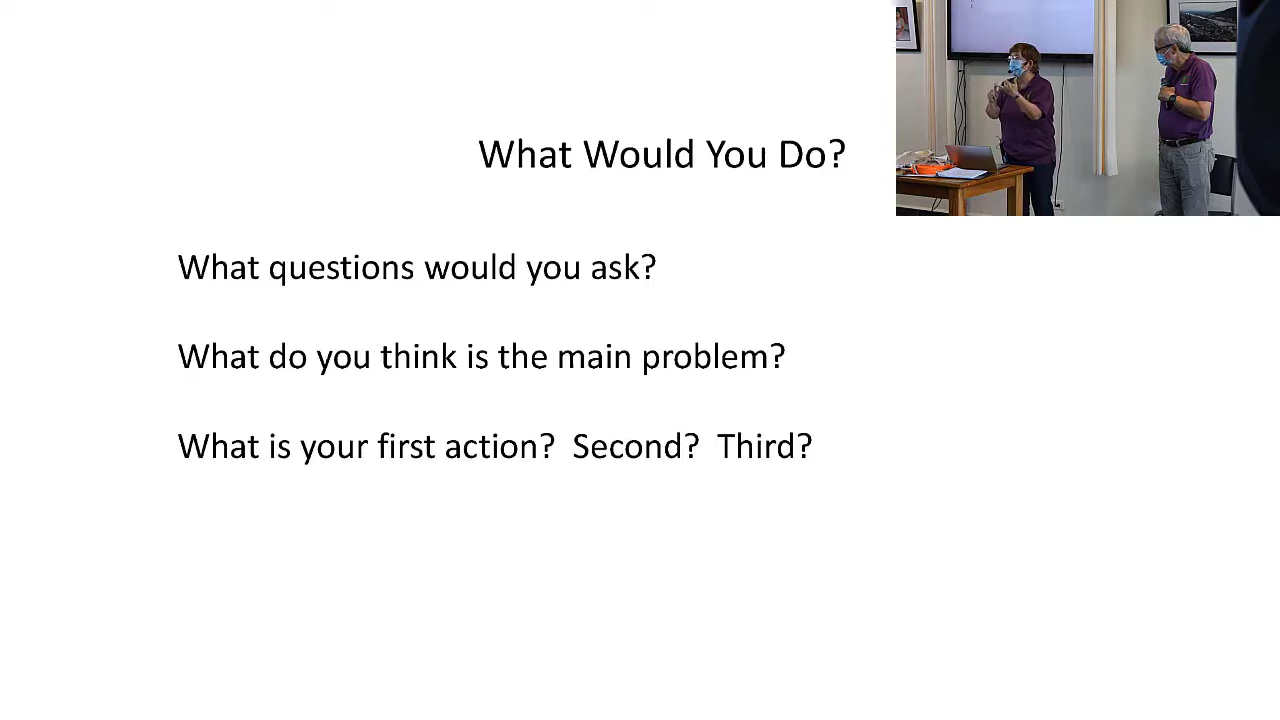 What Would You Do?
What questions would you ask?
What do you think is the main problem?
What is your first action?  Second?  Third?